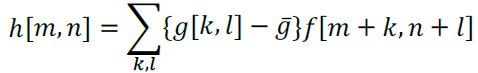 h[m, n] = ∑_{k,l} {g[k, l] − ḡ} f[m + k, n + l]